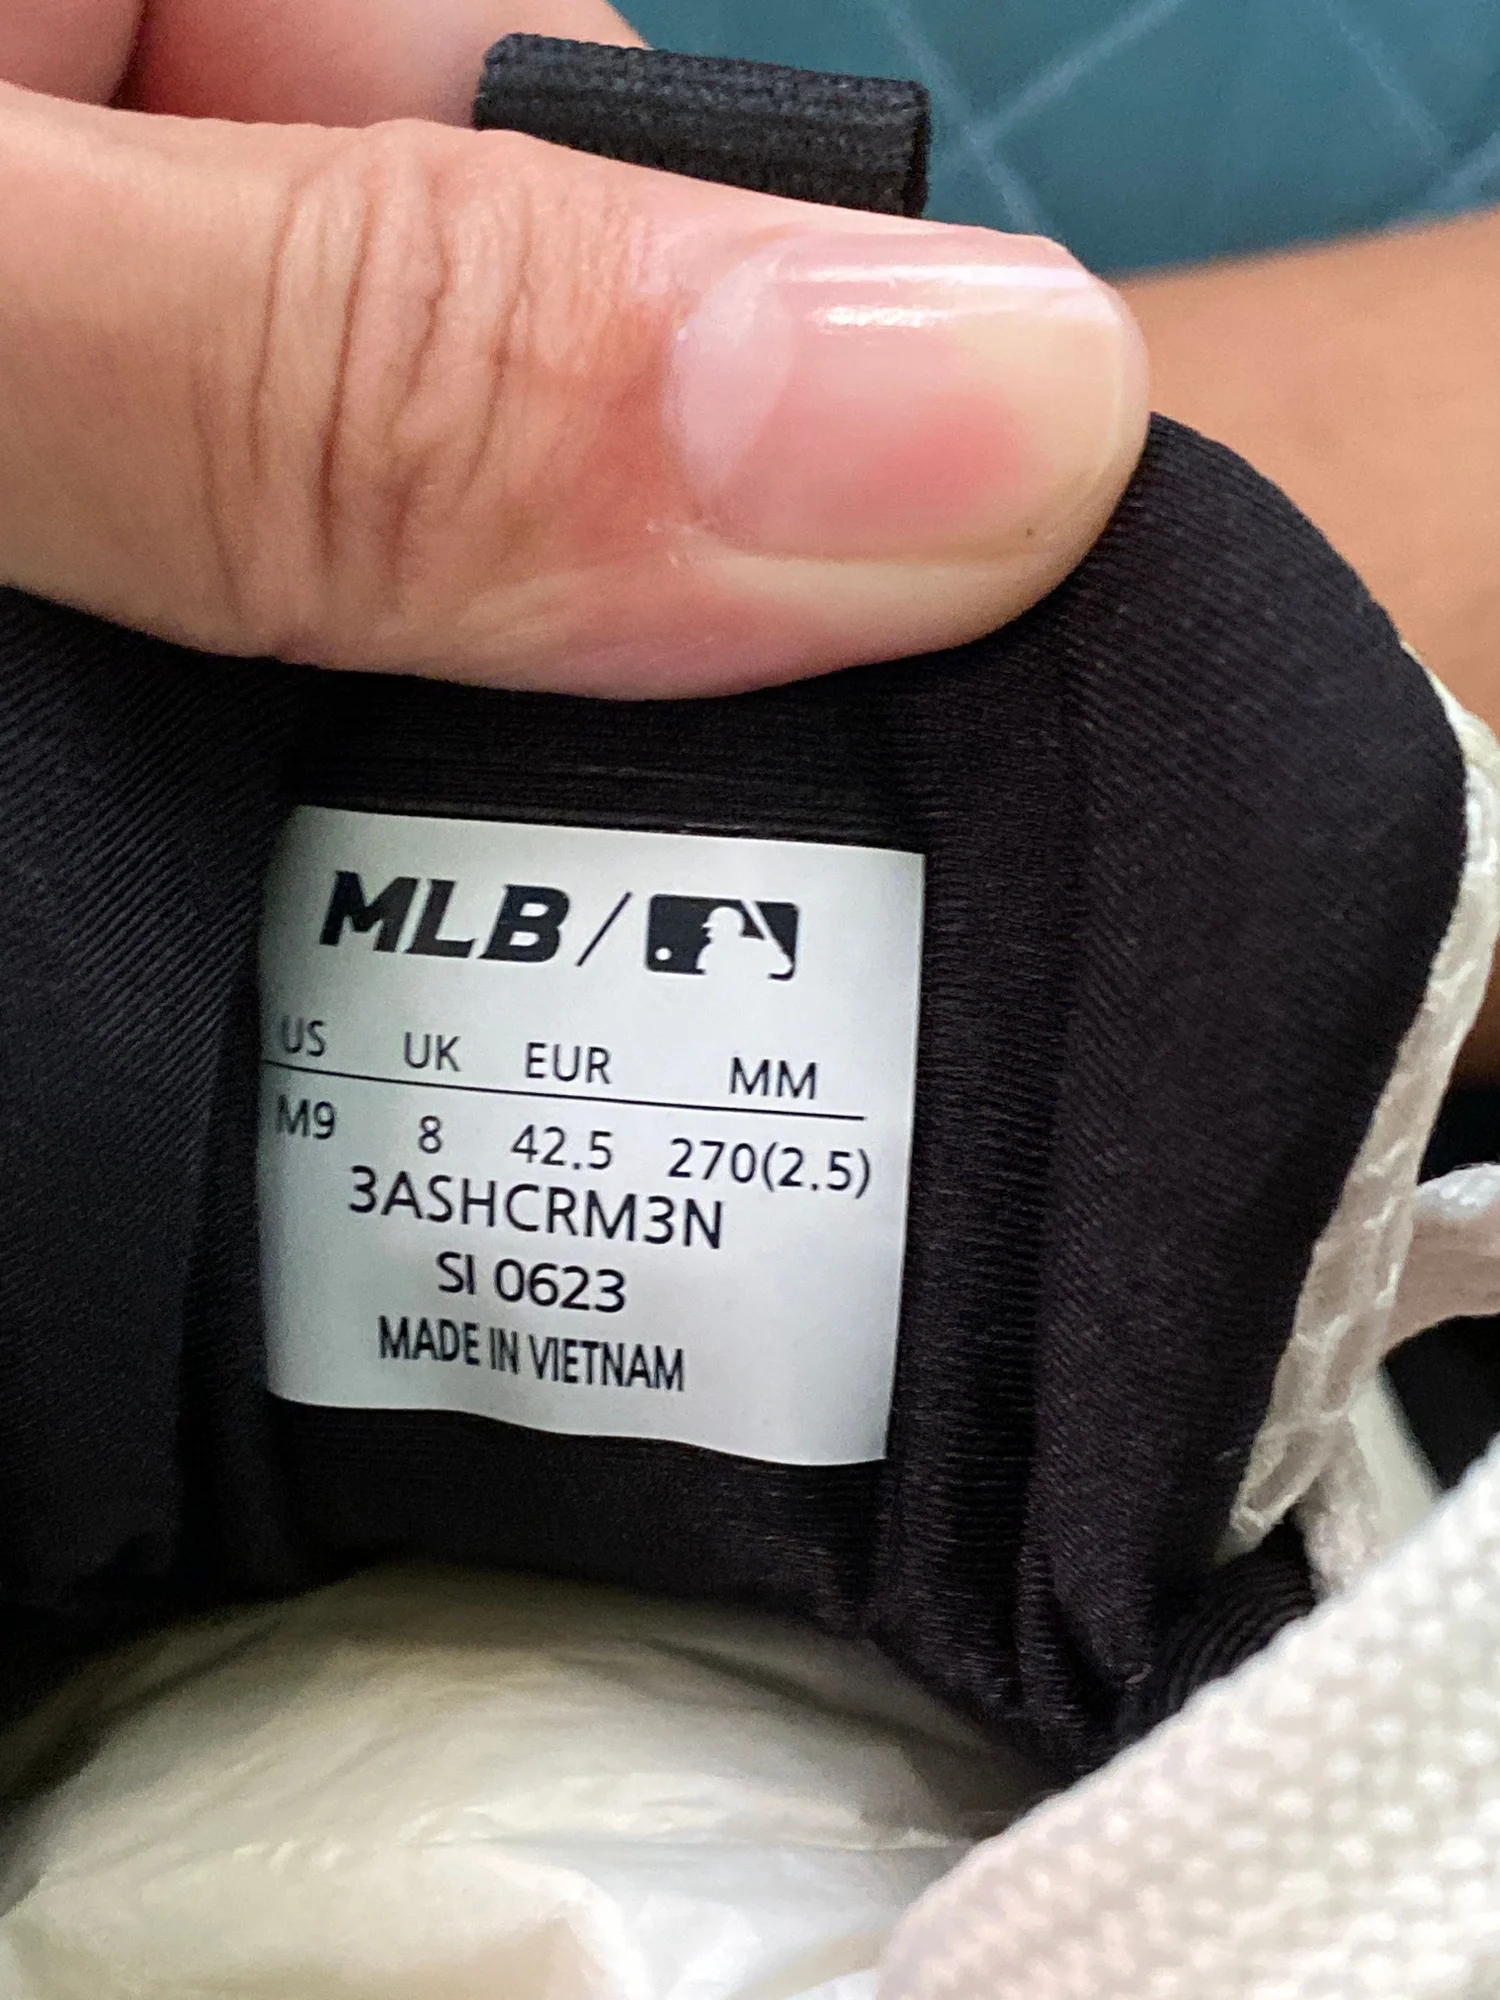 MLB /
US UK EUR MM
M9 8 42.5 270(2.5)
3ASHCRM3N
SI 0623
MADE IN VIETNAM